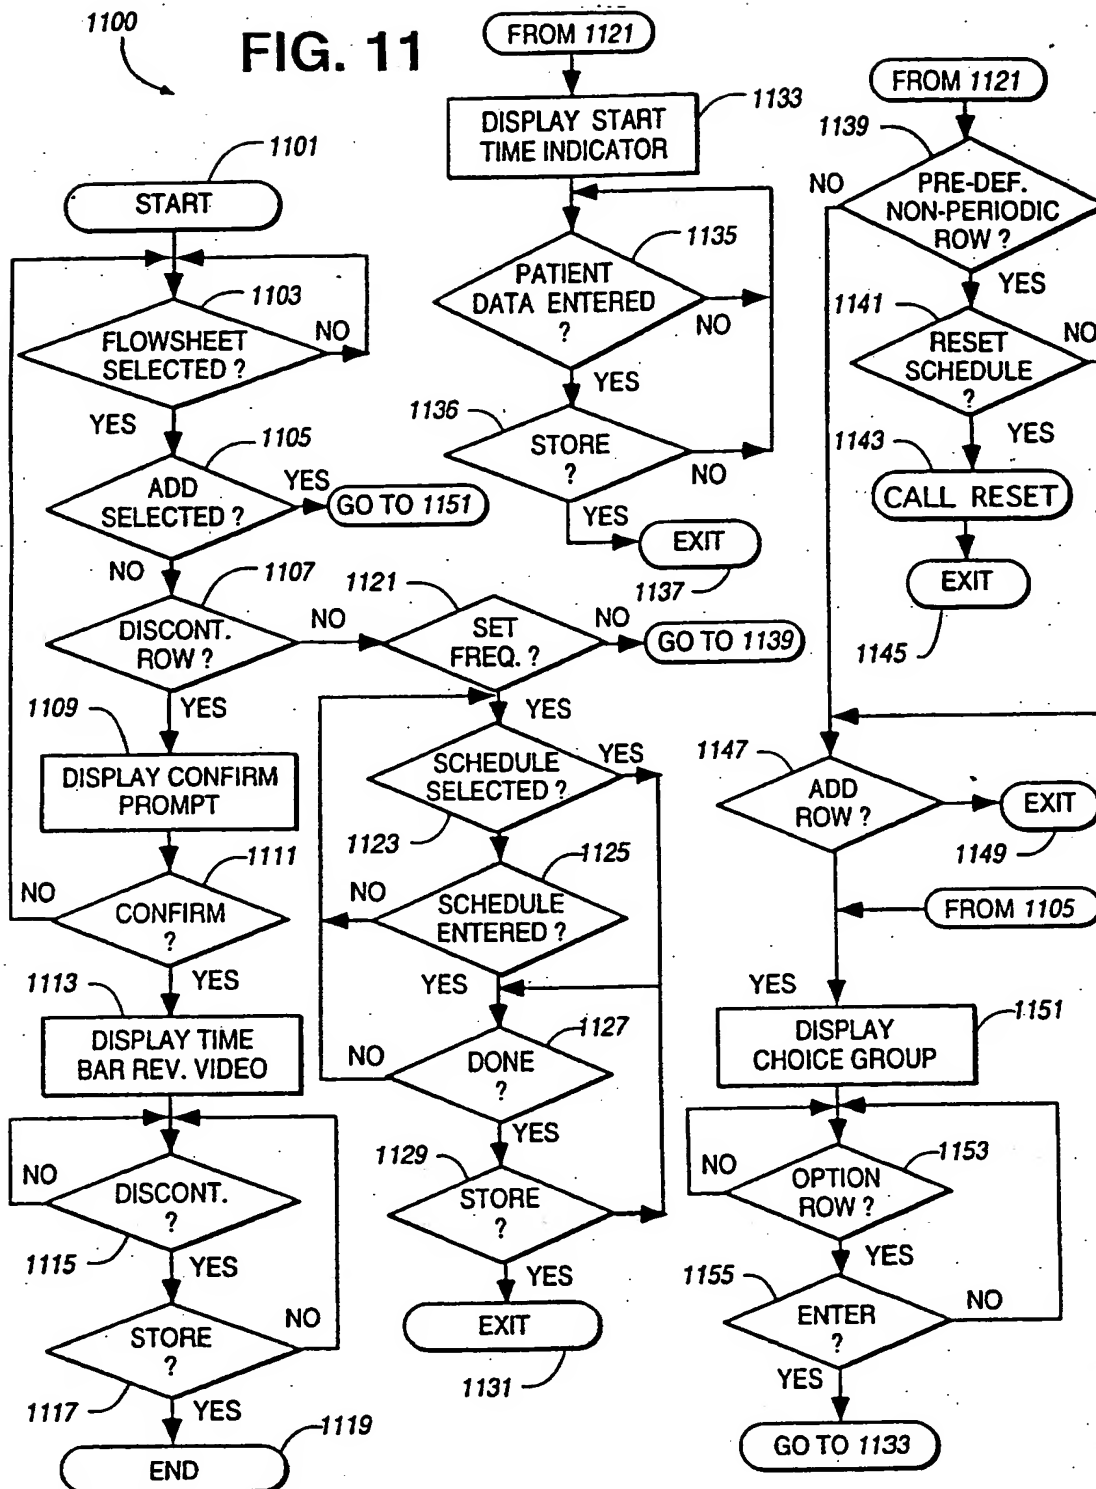 1100
FIG. 11
1101
START
1103
FLOWSHEET
SELECTED ?
NO
YES
1105
ADD
SELECTED ?
YES
GO TO 1151
NO
1107
DISCONT.
ROW ?
NO
YES
1109
DISPLAY CONFIRM
PROMPT
1111
NO
CONFIRM
?
YES
1113
DISPLAY TIME
BAR REV. VIDEO
NO
DISCONT.
?
1115
YES
STORE
?
NO
1117
YES
1119
END
1121
SET
FREQ. ?
NO
GO TO 1139
YES
SCHEDULE
SELECTED ?
YES
1123
1125
NO
SCHEDULE
ENTERED ?
YES
1127
NO
DONE
?
YES
1129
STORE
?
YES
EXIT
1131
FROM 1121
1133
DISPLAY START
TIME INDICATOR
1135
PATIENT
DATA ENTERED
?
NO
YES
1136
STORE
?
NO
YES
EXIT
1137
FROM 1121
1139
NO
PRE-DEF.
NON-PERIODIC
ROW ?
YES
1141
NO
RESET
SCHEDULE
?
YES
1143
CALL RESET
EXIT
1145
1147
ADD
ROW ?
EXIT
1149
FROM 1105
YES
1151
DISPLAY
CHOICE GROUP
1153
NO
OPTION
ROW ?
YES
1155
ENTER
?
NO
YES
GO TO 1133